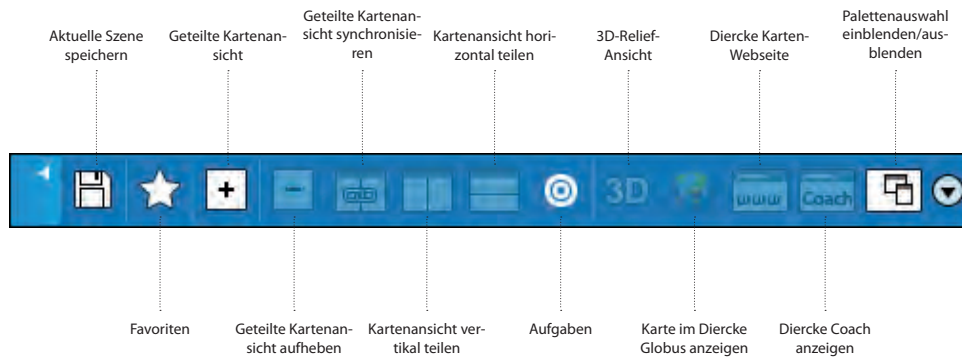 Aktuelle Szene
speichern
Geteilte Kartenan-
sicht
Geteilte Kartenan-
sicht synchronisie-
ren
Kartenansicht hori-
zontal teilen
3D-Relief-
Ansicht
Diercke Karten-
Webseite
Palettenauswahl
einblenden/aus-
blenden
3D
www
Coach
Favoriten
Geteilte Kartenan-
sicht aufheben
Kartenansicht ver-
tikal teilen
Aufgaben
Karte im Diercke
Globus anzeigen
Diercke Coach
anzeigen